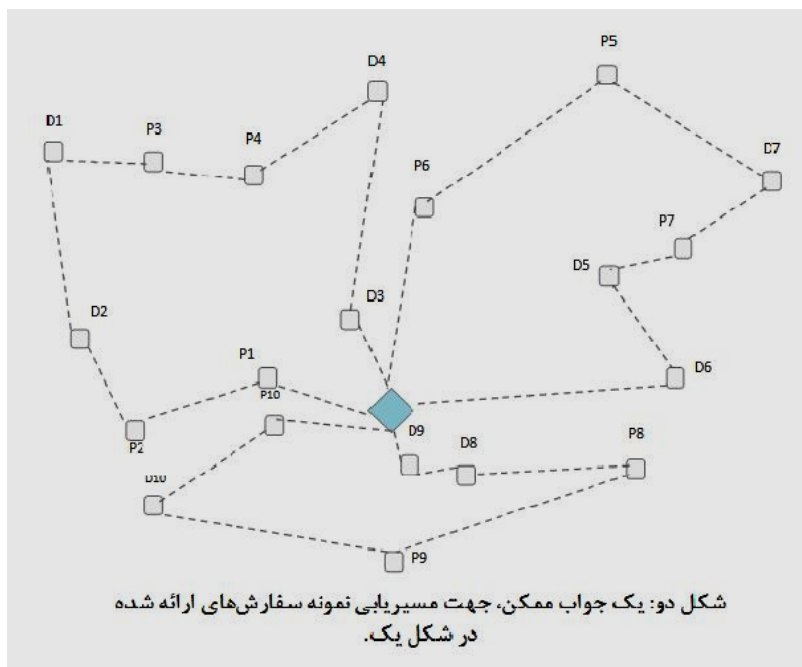 P5
D4
D1
P3
P4
P6
D7
P7
D5
D3
D2
P1
D6
P10
D9
D8
P8
P2
D10
P9
شکل دو: یک جواب ممکن، جهت مسیریابی نمونه سفارش‌های ارائه شده
در شکل یک.